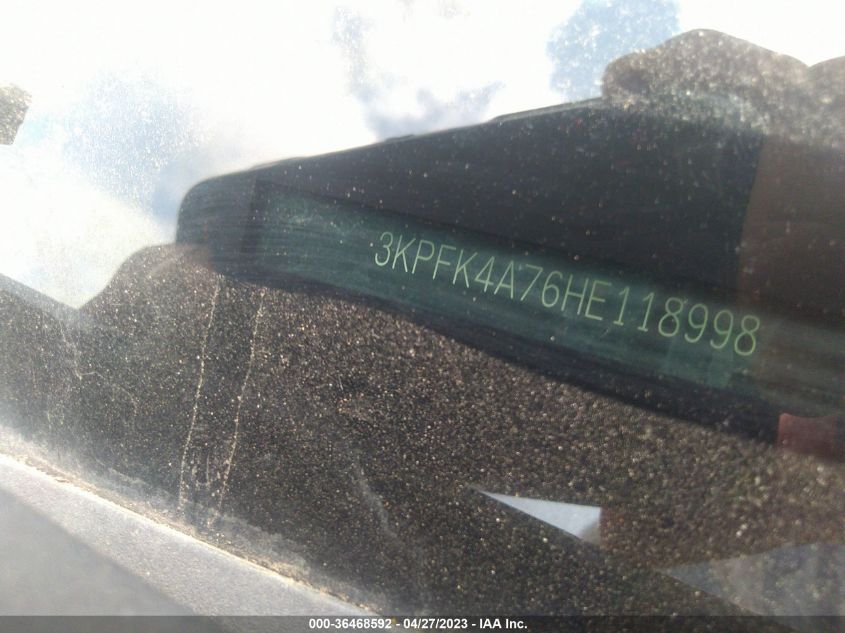 3KPFK4A76HE118998
000-36468592 - 04/27/2023 - IAA Inc.